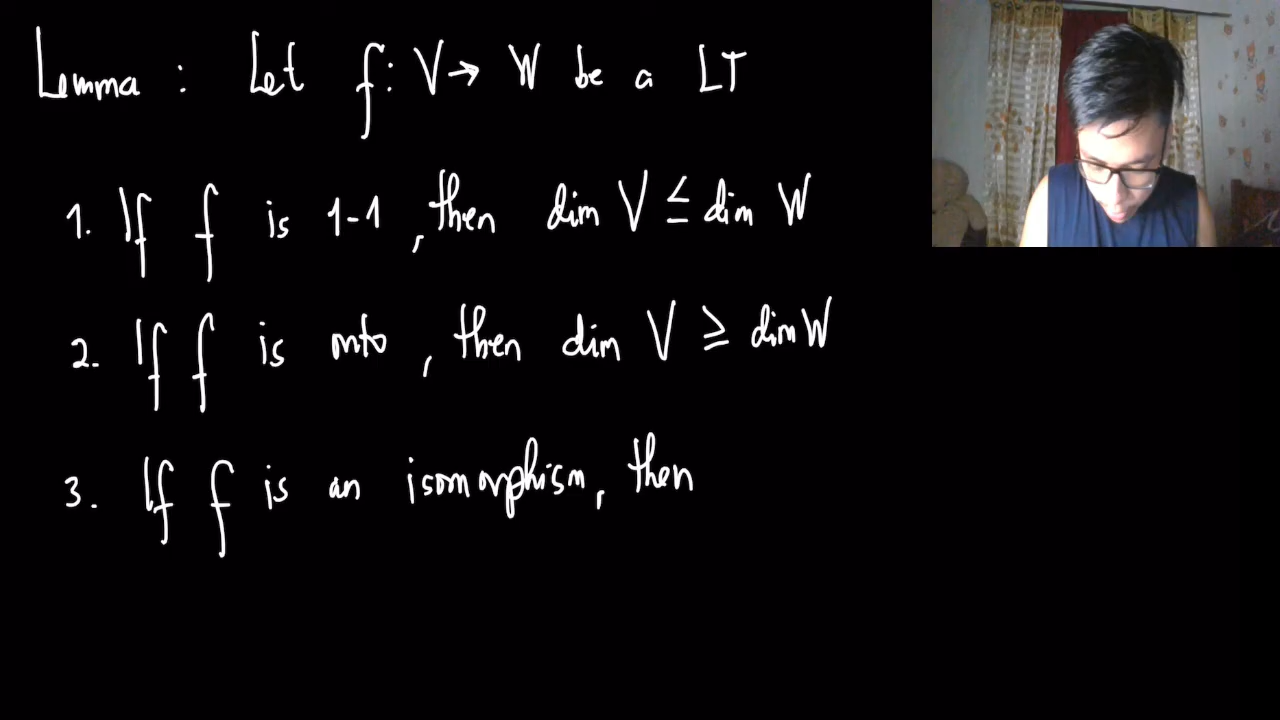 Lemma : Let f: V → W be a LT
1. If f is 1-1, then dim V ≤ dim W
2. If f is onto, then dim V ≥ dim W
3. If f is an isomorphism, then